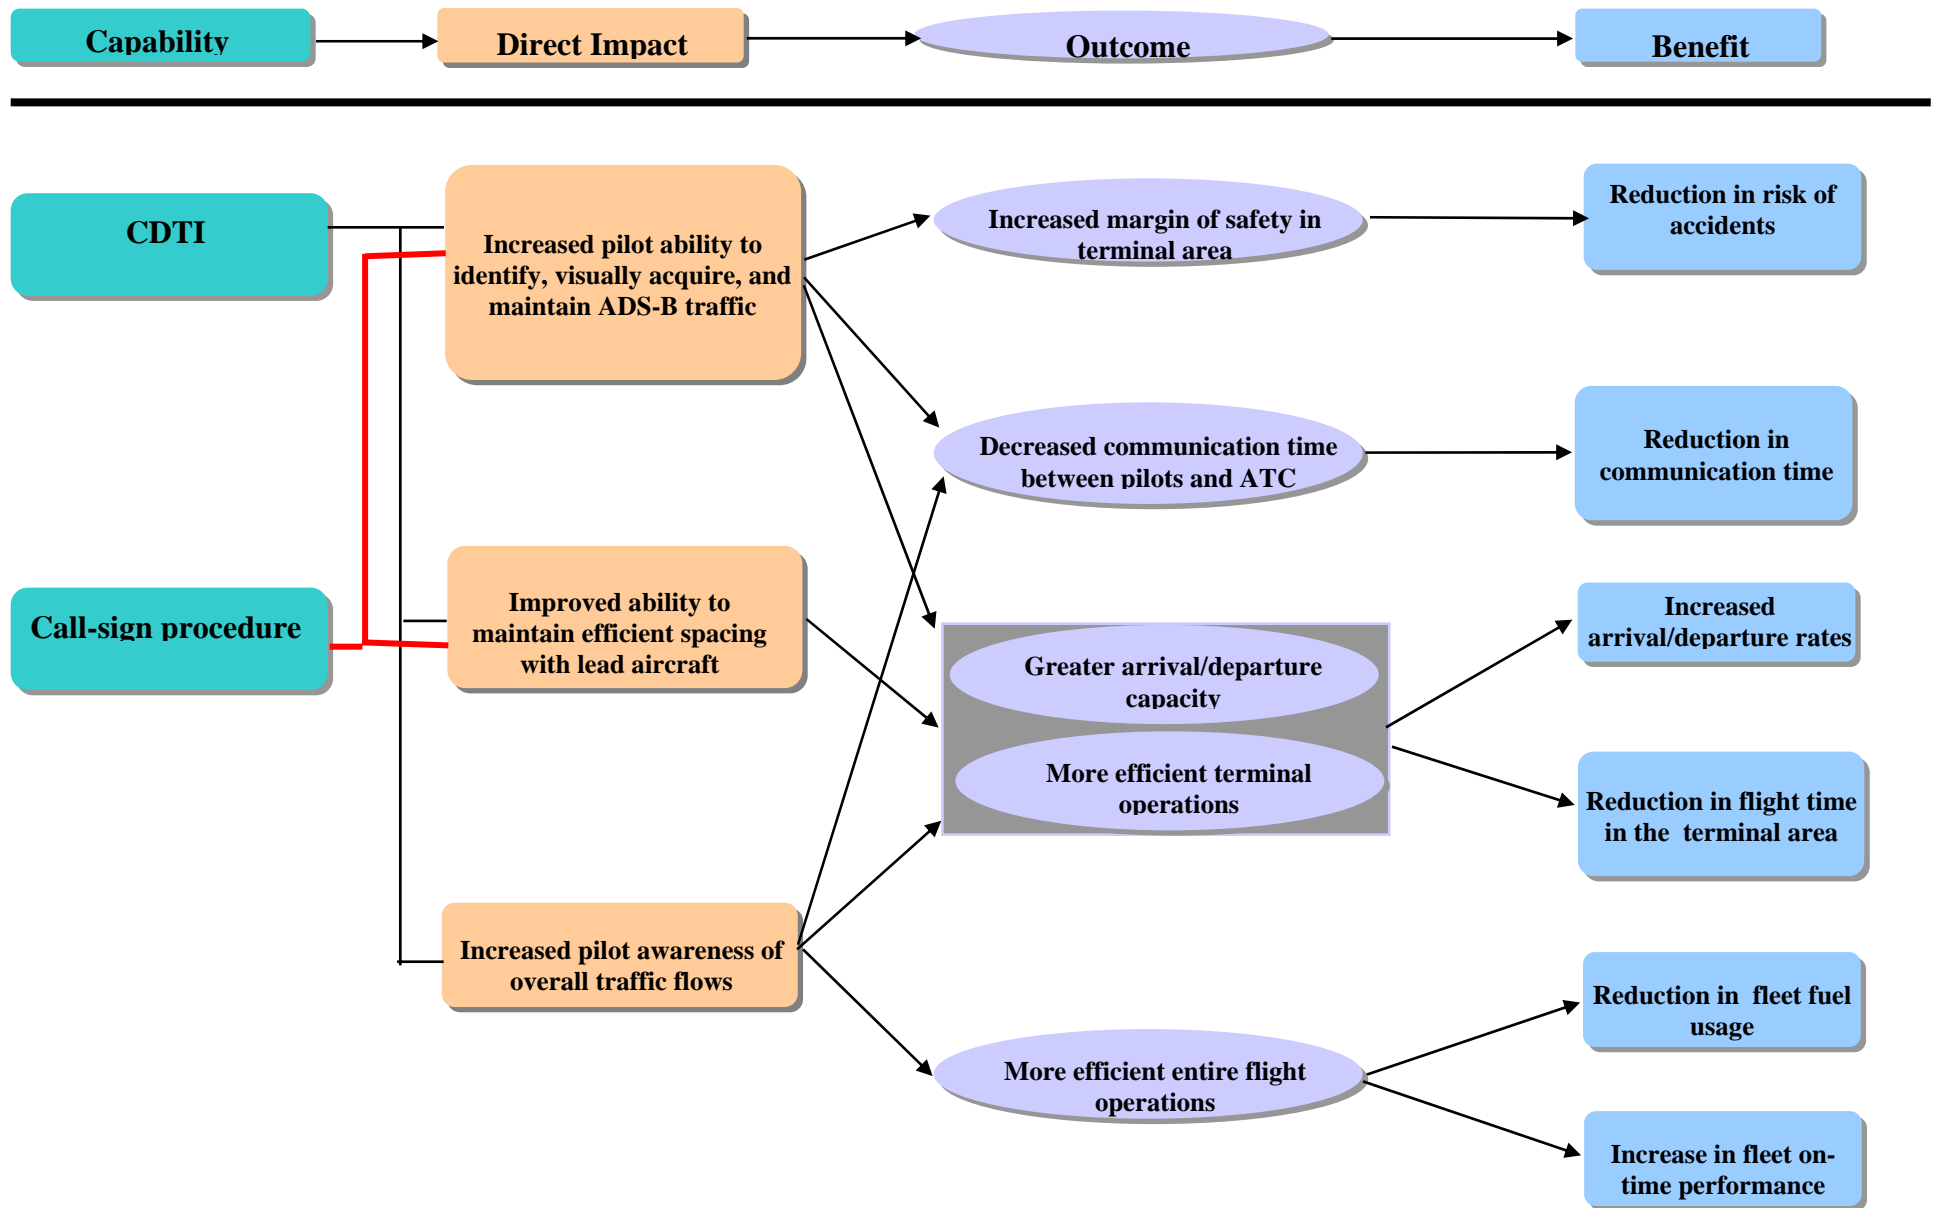 Capability
Direct Impact
Outcome
Benefit
CDTI
Call-sign procedure
Increased pilot ability to
identify, visually acquire, and
maintain ADS-B traffic
Improved ability to
maintain efficient spacing
with lead aircraft
Increased pilot awareness of
overall traffic flows
Increased margin of safety in
terminal area
Decreased communication time
between pilots and ATC
Greater arrival/departure
capacity
More efficient terminal
operations
More efficient entire flight
operations
Reduction in risk of
accidents
Reduction in
communication time
Increased
arrival/departure rates
Reduction in flight time
in the terminal area
Reduction in fleet fuel
usage
Increase in fleet on-
time performance